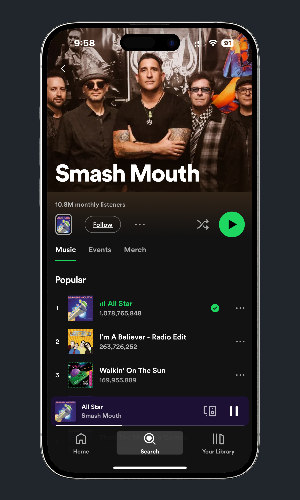 9:58
91
Smash Mouth
10.9M monthly listeners
Follow
Music Events Merch
Popular
1 All Star
1,078,765,848
2 I'm A Believer - Radio Edit
263,726,252
3 Walkin' On The Sun
169,955,889
All Star
Smash Mouth
Home Search Your Library